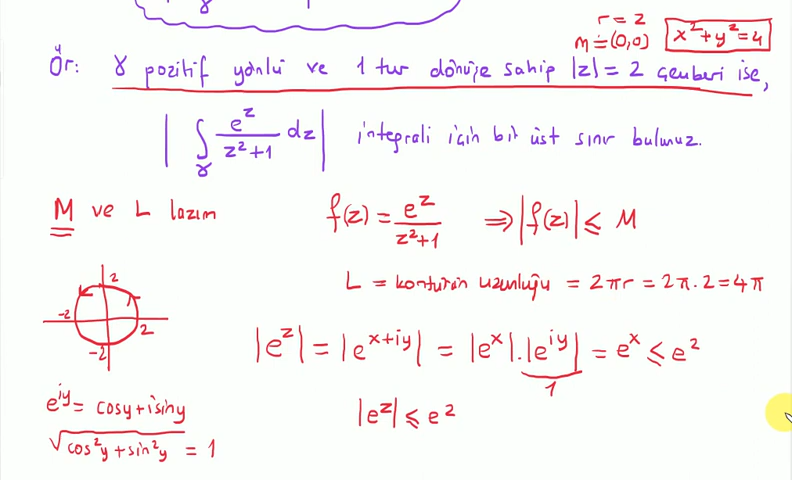 r = 2
M = (0,0) x²+y²=4
Ör: γ pozitif yönlü ve 1 tur dönüşe sahip |z| = 2 çemberi ise,
| ∫γ e^z/(z²+1) dz | integrali için bir üst sınır bulunuz.
M ve L lazım f(z) = e^z/(z²+1) ⇒ |f(z)| ≤ M
L = konturun uzunluğu = 2πr = 2π.2 = 4π
2
-2 2
-2
|e^z| = |e^(x+iy)| = |e^x|.|e^(iy)| = e^x ≤ e²
1
e^(iy) = cosy + i siny |e^z| ≤ e²
√(cos²y + sin²y) = 1